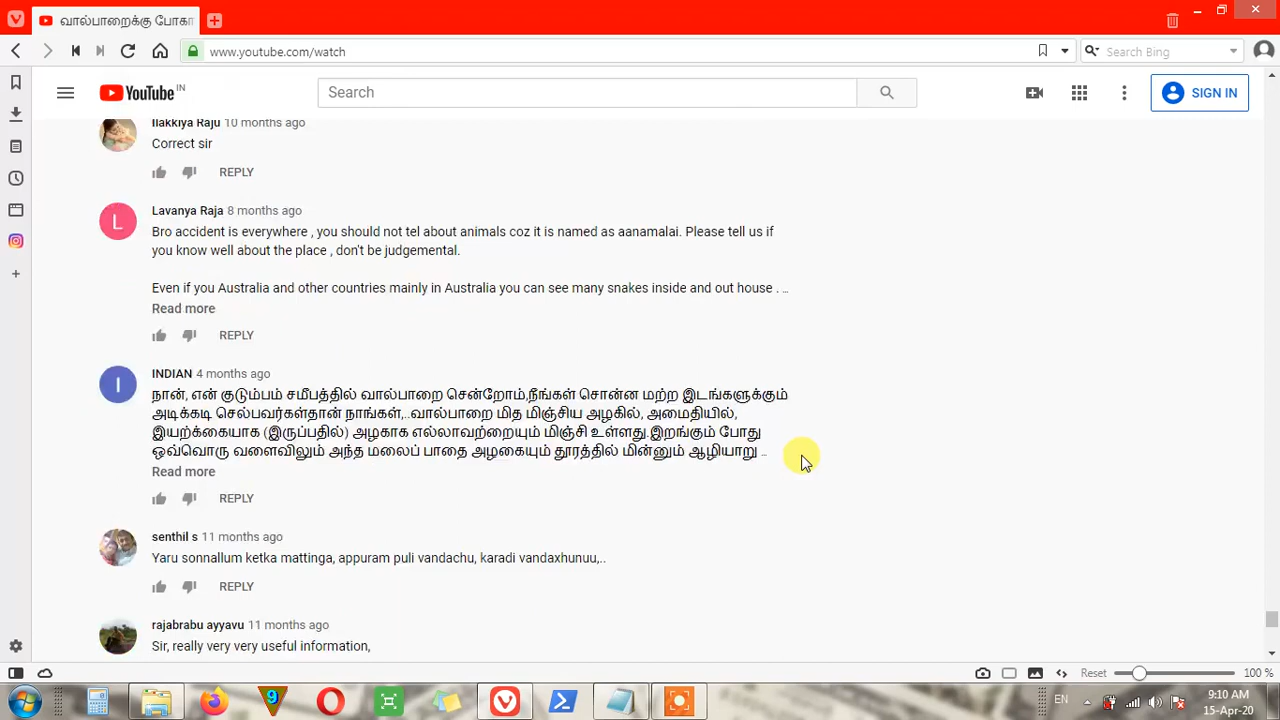 வால்பாறைக்கு போகா
www.youtube.com/watch
Search Bing
YouTube IN
Search
SIGN IN
Ilakkiya Raju 10 months ago
Correct sir
REPLY
L
Lavanya Raja 8 months ago
Bro accident is everywhere , you should not tel about animals coz it is named as aanamalai. Please tell us if
you know well about the place , don't be judgemental.
Even if you Australia and other countries mainly in Australia you can see many snakes inside and out house . ...
Read more
REPLY
I
INDIAN 4 months ago
நான், என் குடும்பம் சமீபத்தில் வால்பாறை சென்றோம்,நீங்கள் சொன்ன மற்ற இடங்களுக்கும்
அடிக்கடி செல்பவர்கள்தான் நாங்கள்,..வால்பாறை மித மிஞ்சிய அழகில், அமைதியில்,
இயற்க்கையாக (இருப்பதில்) அழகாக எல்லாவற்றையும் மிஞ்சி உள்ளது.இறங்கும் போது
ஒவ்வொரு வளைவிலும் அந்த மலைப் பாதை அழகையும் தூரத்தில் மின்னும் ஆழியாறு ...
Read more
REPLY
senthil s 11 months ago
Yaru sonnallum ketka mattinga, appuram puli vandachu, karadi vandaxhunuu,..
REPLY
rajabrabu ayyavu 11 months ago
Sir, really very very useful information,
Reset 100 %
9
EN
9:10 AM
15-Apr-20